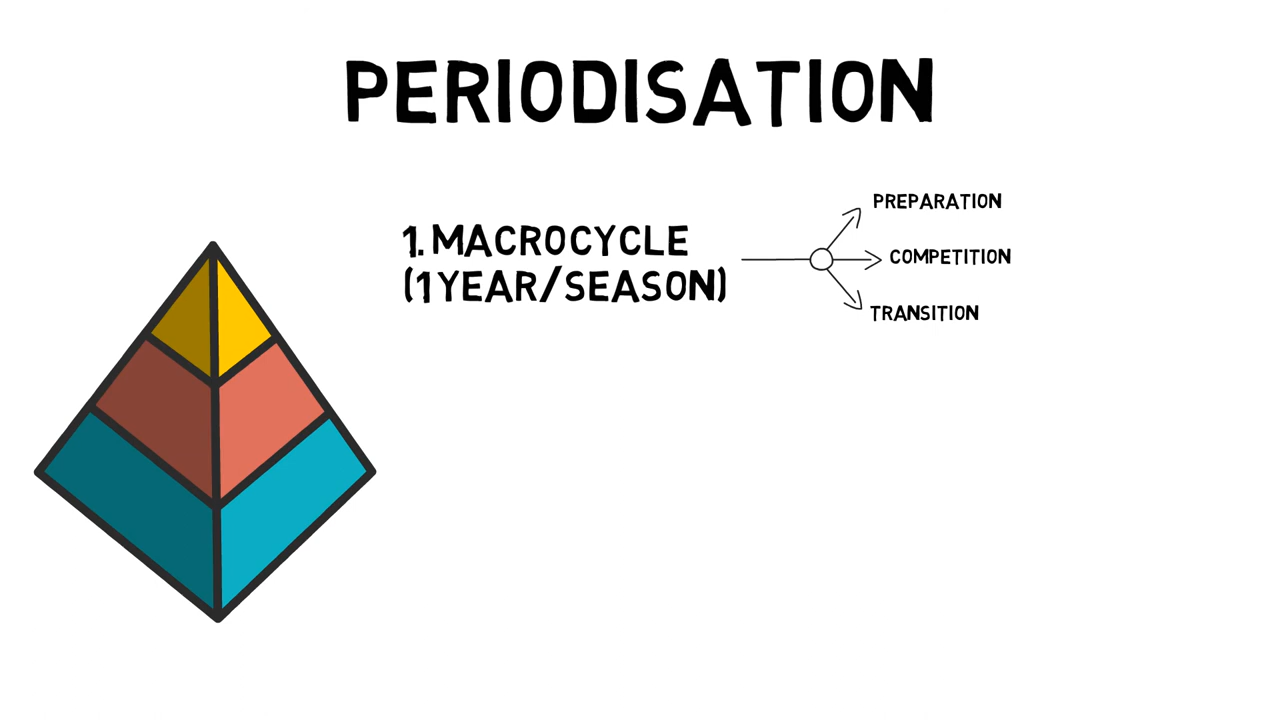 PERIODISATION
1. MACROCYCLE
(1 YEAR/SEASON)
PREPARATION
COMPETITION
TRANSITION